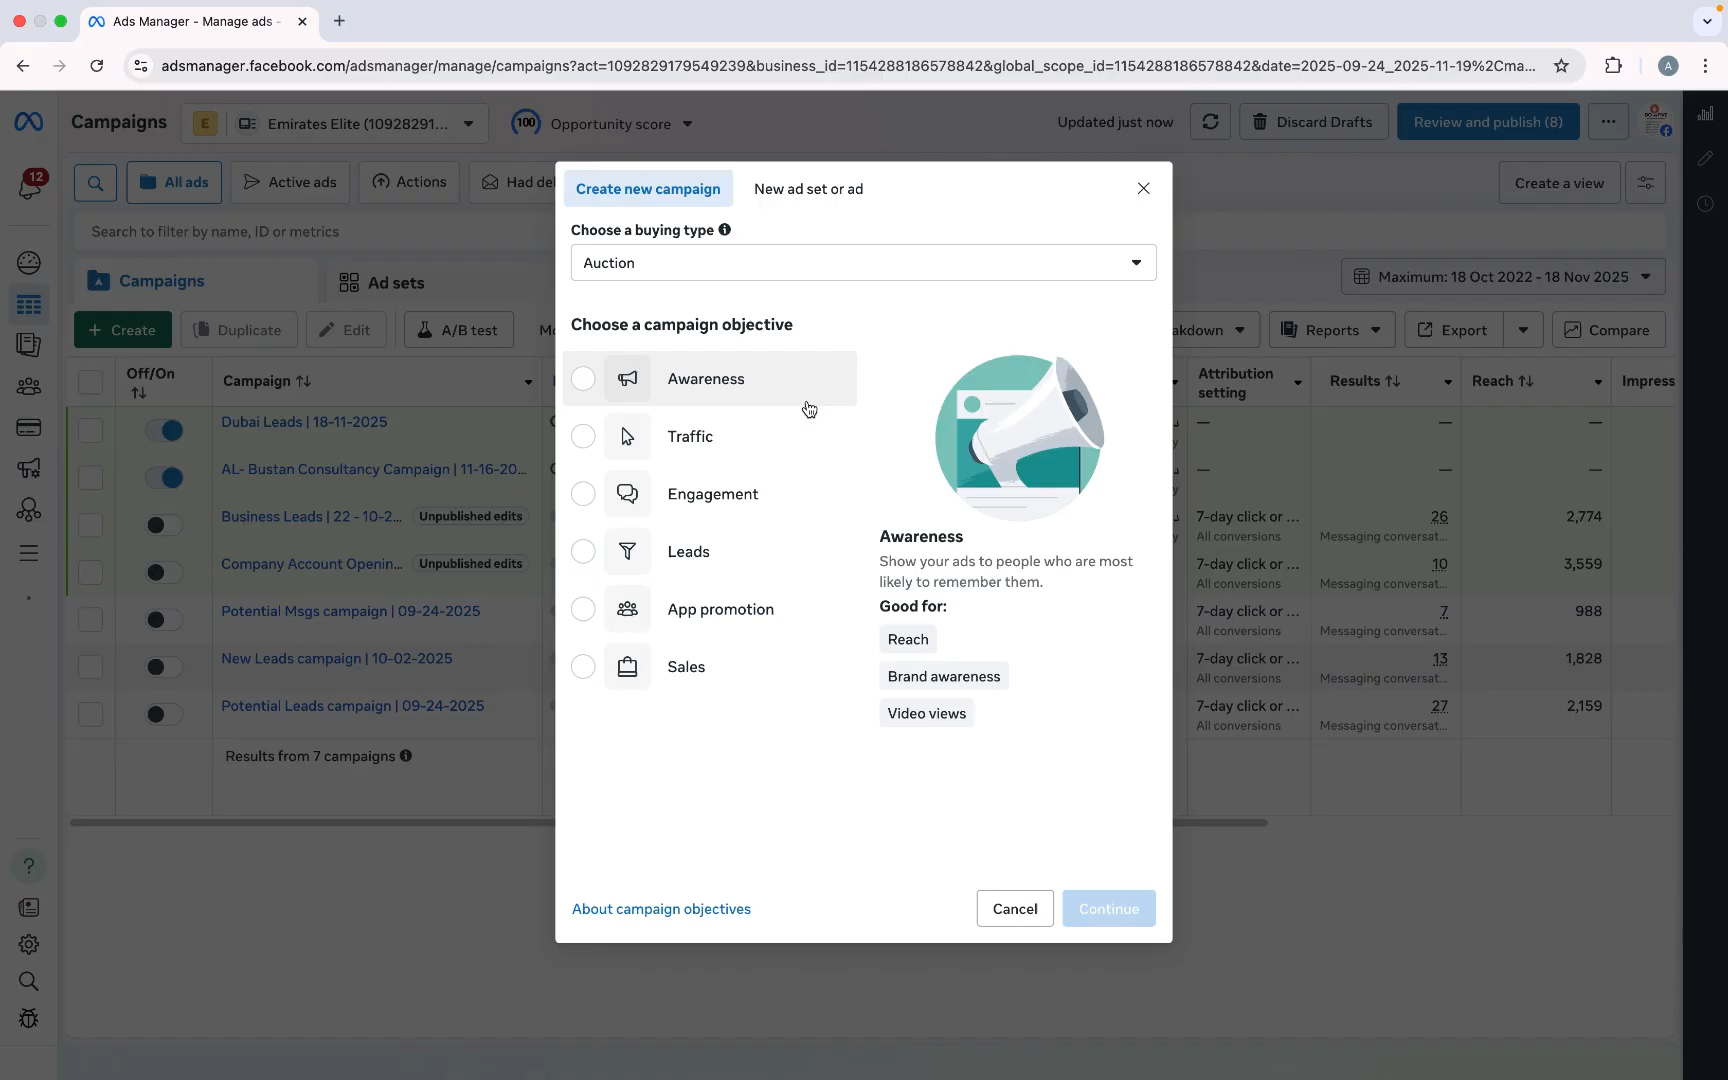 Ads Manager - Manage ads -
adsmanager.facebook.com/adsmanager/manage/campaigns?act=1092829179549239&business_id=1154288186578842&global_scope_id=1154288186578842&date=2025-09-24_2025-11-19%2Cma...
A
Campaigns
E
Emirates Elite (10928291...
100
Opportunity score
Updated just now
Discard Drafts
Review and publish (8)
12
All ads
Active ads
Actions
Had del
Create a view
Search to filter by name, ID or metrics
Campaigns
Ad sets
Maximum: 18 Oct 2022 - 18 Nov 2025
+ Create
Duplicate
Edit
A/B test
Mo
akdown
Reports
Export
Compare
Off/On
Campaign
Attribution setting
Results
Reach
Impress
Dubai Leads | 18-11-2025
— — —
AL- Bustan Consultancy Campaign | 11-16-20...
— — —
Business Leads | 22 - 10-2... Unpublished edits
7-day click or ... 26 2,774
All conversions Messaging conversat...
Company Account Openin... Unpublished edits
7-day click or ... 10 3,559
All conversions Messaging conversat...
Potential Msgs campaign | 09-24-2025
7-day click or ... 7 988
All conversions Messaging conversat...
New Leads campaign | 10-02-2025
7-day click or ... 13 1,828
All conversions Messaging conversat...
Potential Leads campaign | 09-24-2025
7-day click or ... 27 2,159
All conversions Messaging conversat...
Results from 7 campaigns
?
Create new campaign
New ad set or ad
Choose a buying type
Auction
Choose a campaign objective
Awareness
Traffic
Engagement
Leads
App promotion
Sales
Awareness
Show your ads to people who are most
likely to remember them.
Good for:
Reach
Brand awareness
Video views
About campaign objectives
Cancel
Continue